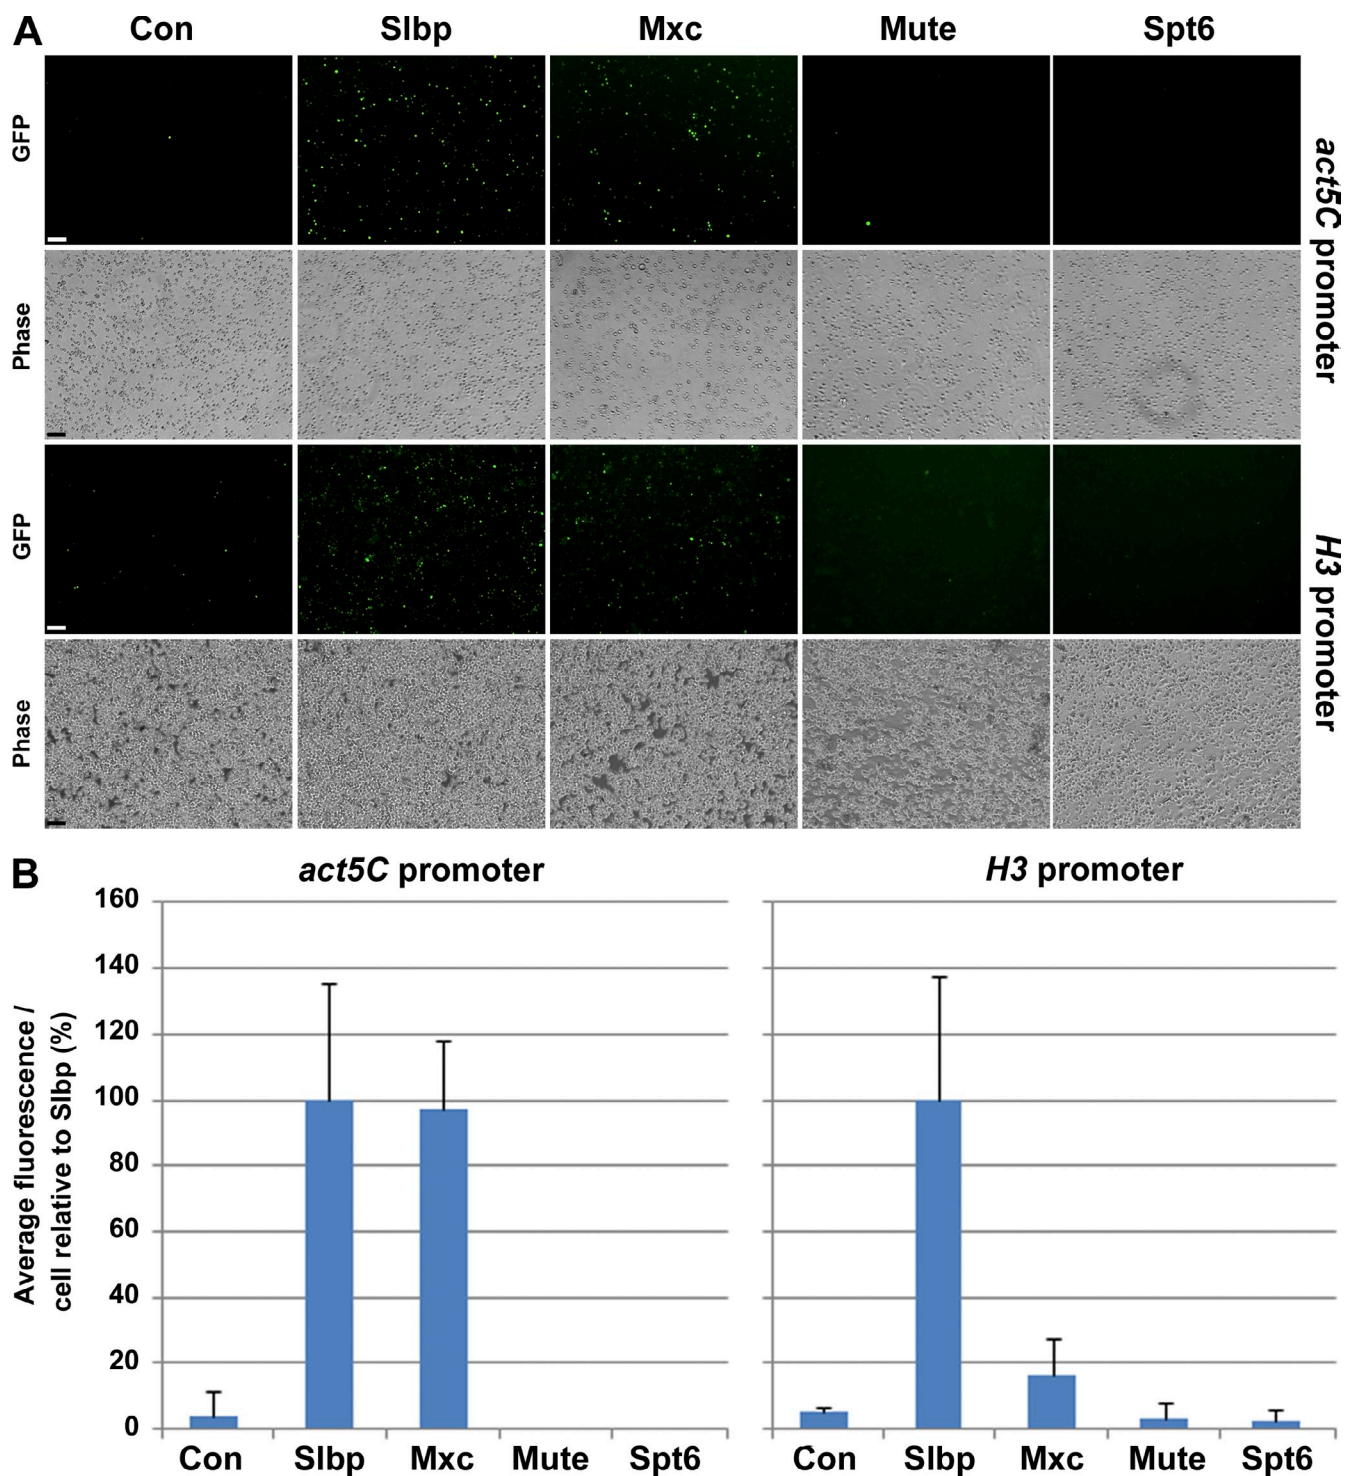 A
Con Slbp Mxc Mute Spt6
GFP
Phase
act5C promoter
GFP
Phase
H3 promoter
B
act5C promoter
H3 promoter
Average fluorescence /
cell relative to Slbp (%)
160
140
120
100
80
60
40
20
0
Con Slbp Mxc Mute Spt6
Con Slbp Mxc Mute Spt6